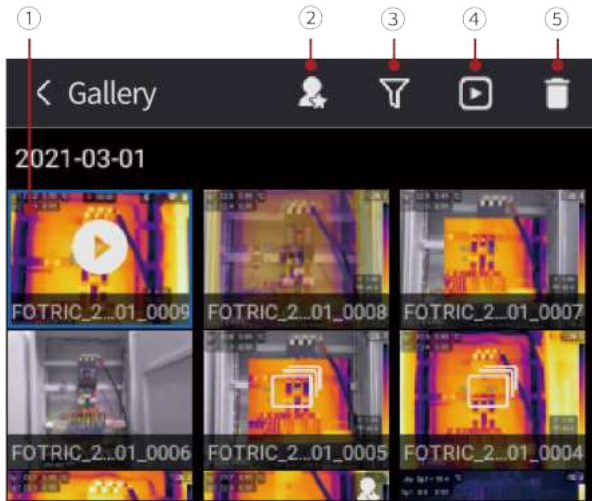 ① ② ③ ④ ⑤
Gallery
2021-03-01
FOTRIC_2...01_0009 FOTRIC_2...01_0008 FOTRIC_2...01_0007
FOTRIC_2...01_0006 FOTRIC_2...01_0005 FOTRIC_2...01_0004